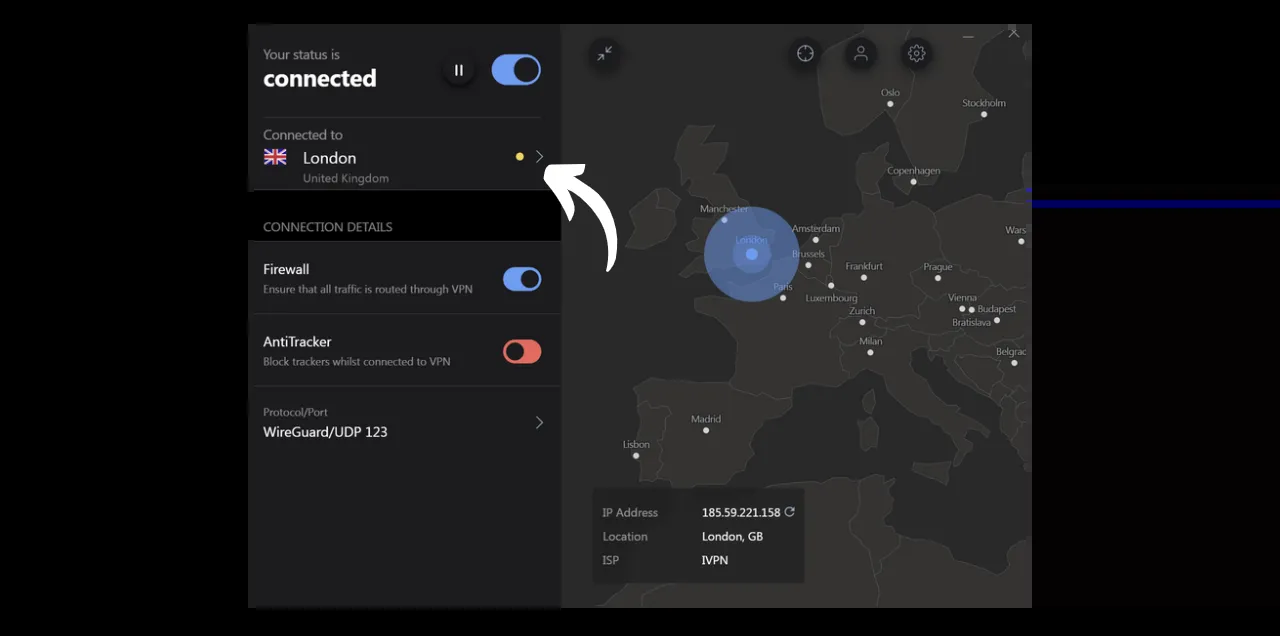 Your status is
connected
Connected to
London
United Kingdom
CONNECTION DETAILS
Firewall
Ensure that all traffic is routed through VPN
AntiTracker
Block trackers whilst connected to VPN
Protocol/Port
WireGuard/UDP 123
Oslo
Stockholm
Copenhagen
Manchester
Amsterdam
Wars
London
Brussels
Frankfurt
Prague
Paris
Luxembourg
Vienna
Budapest
Zurich
Bratislava
Milan
Belgrac
Madrid
Lisbon
IP Address 185.59.221.158
Location London, GB
ISP IVPN